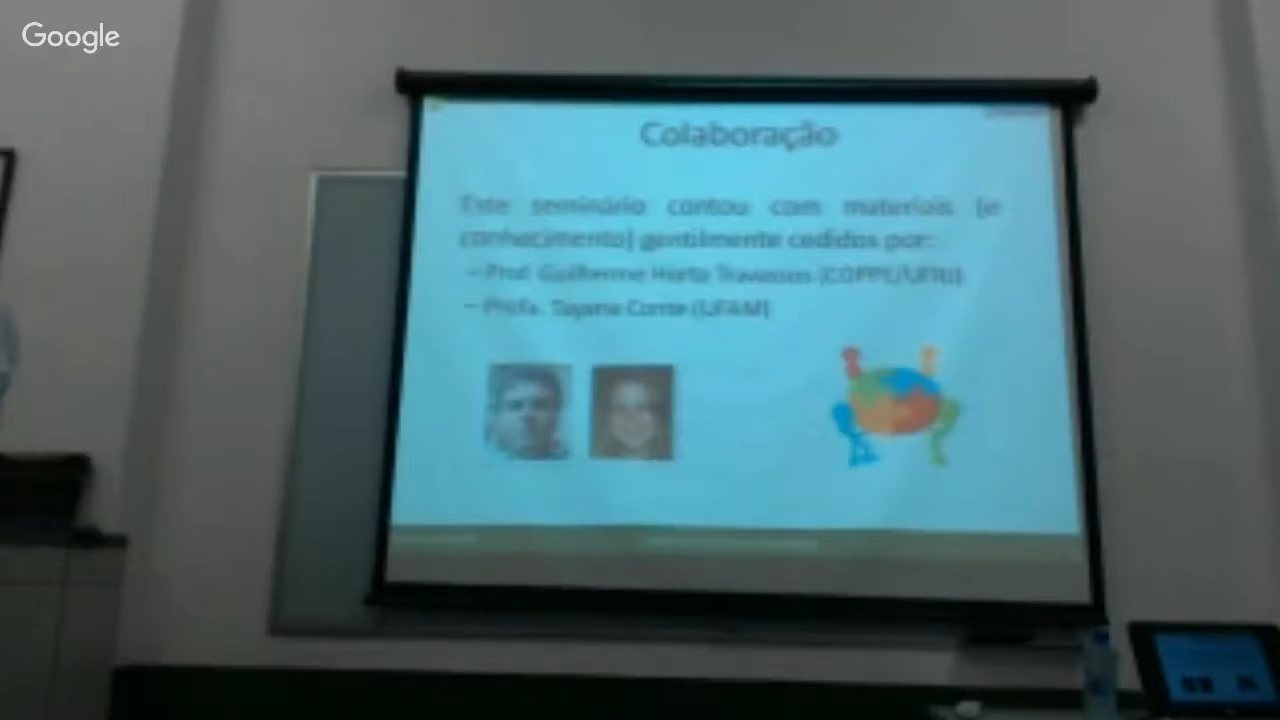 Google
Colaboração
Este seminário contou com materiais (e
conhecimento) gentilmente cedidos por:
– Prof. Guilherme Horta Travassos (COPPE/UFRJ)
– Profa. Tayana Conte (UFAM)